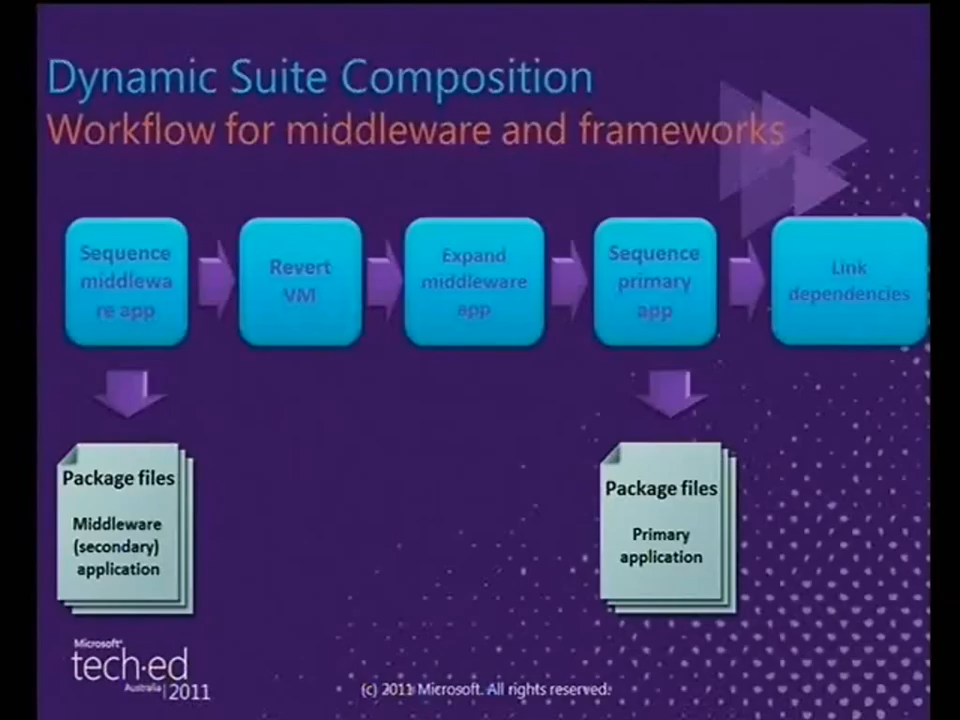 Dynamic Suite Composition
Workflow for middleware and frameworks
Sequence
middlewa
re app
Revert
VM
Expand
middleware
app
Sequence
primary
app
Link
dependencies
Package files
Middleware
(secondary)
application
Package files
Primary
application
Microsoft
tech·ed
Australia | 2011
(c) 2011 Microsoft. All rights reserved.